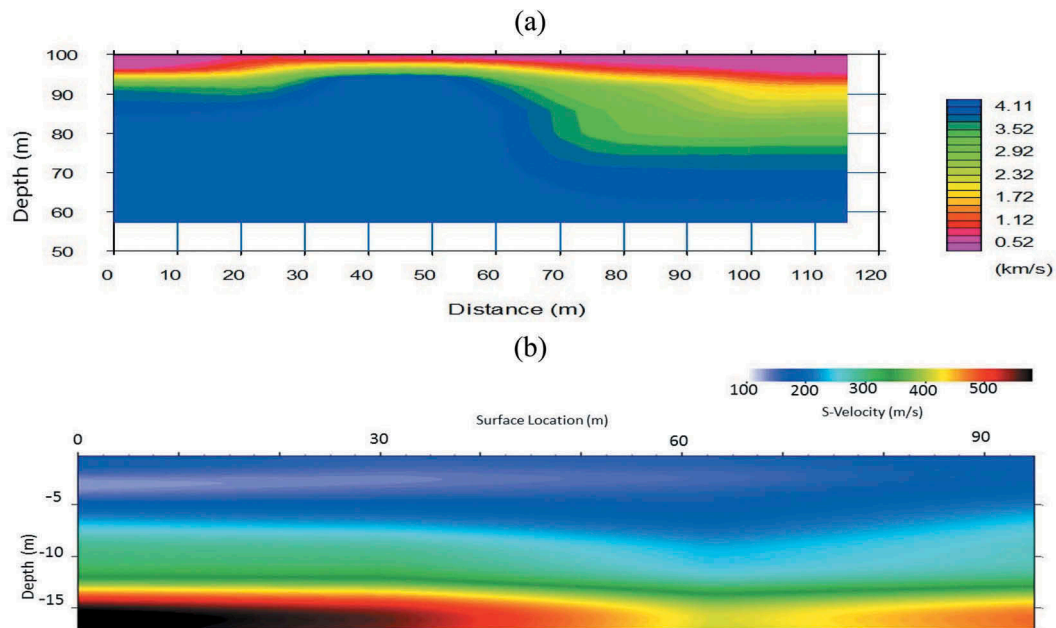 (a)
100
90
80
70
60
50
Depth (m)
0 10 20 30 40 50 60 70 80 90 100 110 120
Distance (m)
4.11
3.52
2.92
2.32
1.72
1.12
0.52
(km/s)
(b)
100 200 300 400 500
S-Velocity (m/s)
Surface Location (m)
0 30 60 90
-5
-10
-15
Depth (m)